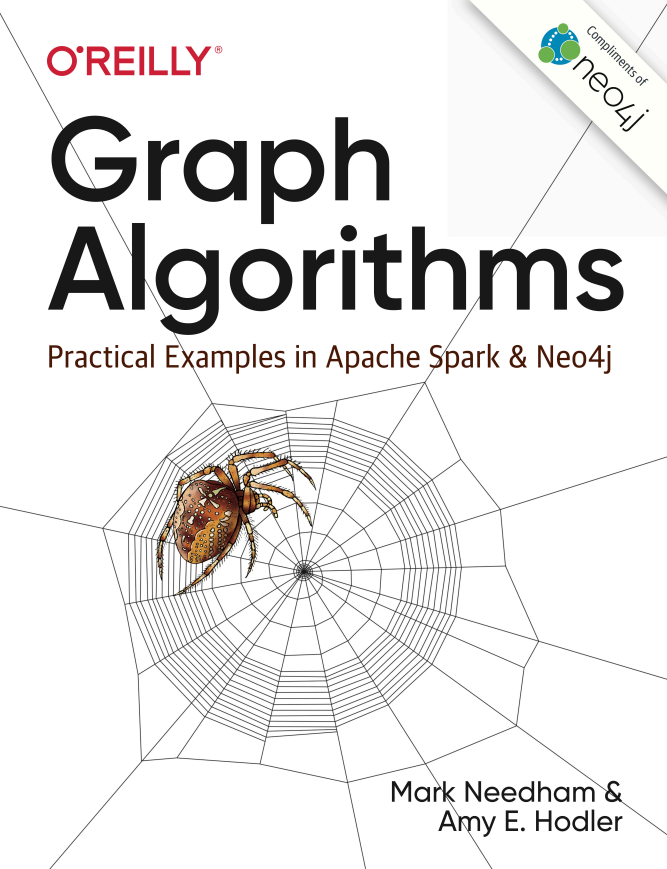 O'REILLY®
Compliments of
neo4j
Graph
Algorithms
Practical Examples in Apache Spark & Neo4j
Mark Needham &
Amy E. Hodler